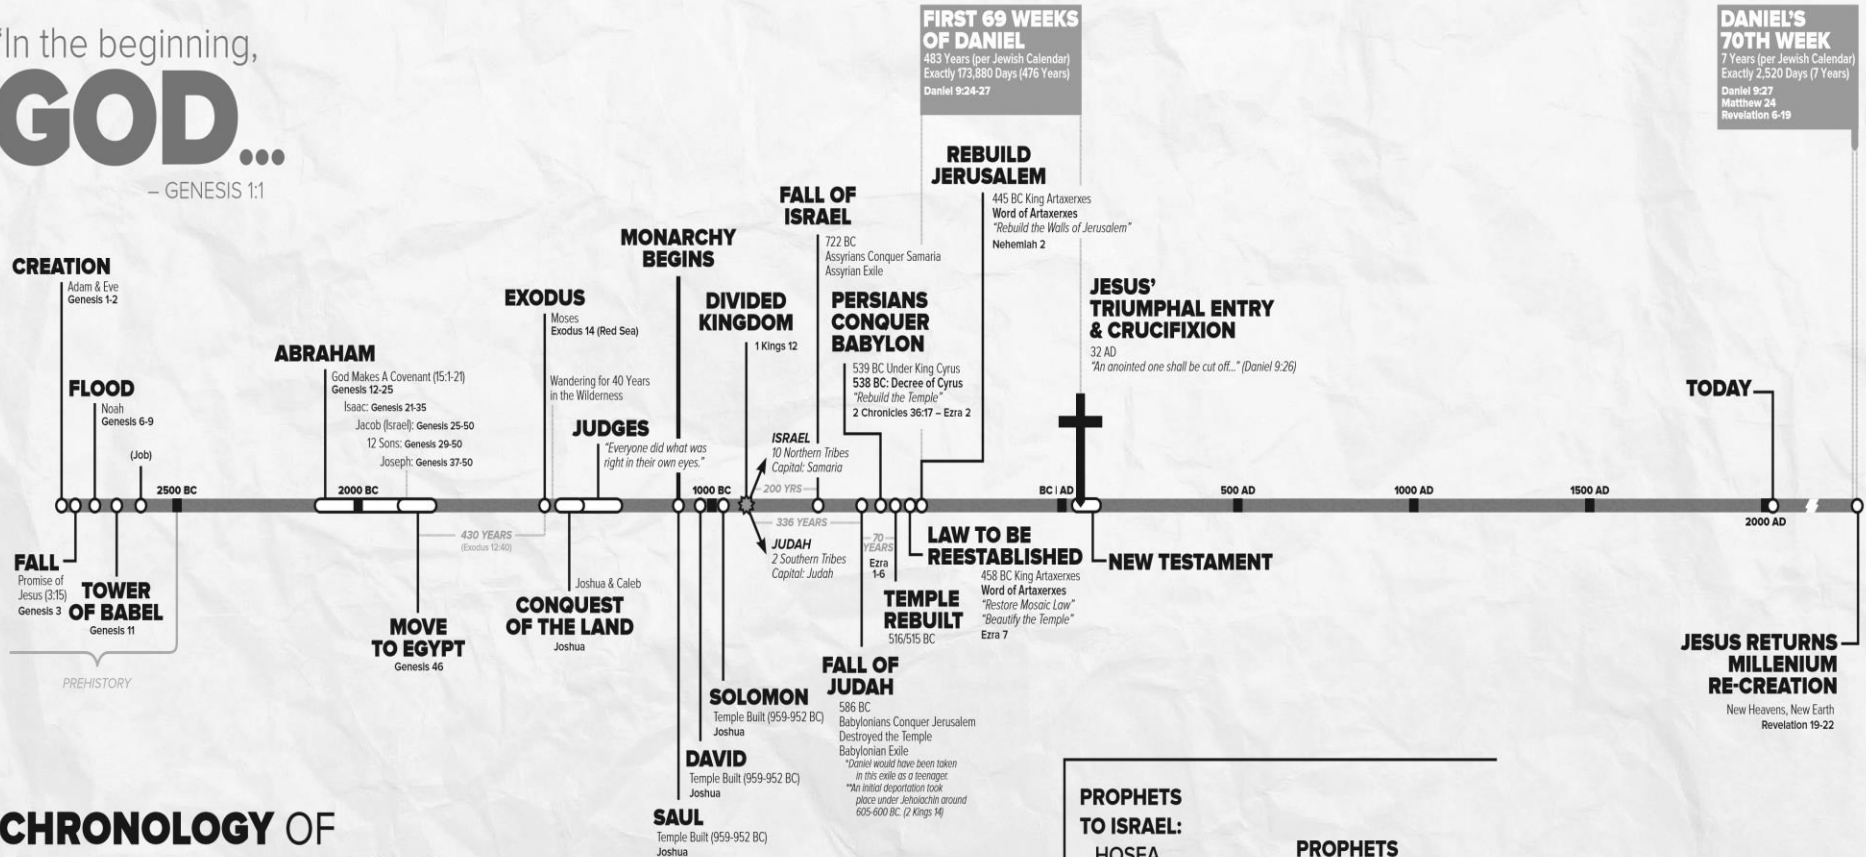 "In the beginning,
GOD...
– GENESIS 1:1
FIRST 69 WEEKS
OF DANIEL
483 Years (per Jewish Calendar)
Exactly 173,880 Days (476 Years)
Daniel 9:24-27
DANIEL'S
70TH WEEK
7 Years (per Jewish Calendar)
Exactly 2,520 Days (7 Years)
Daniel 9:27
Matthew 24
Revelation 6-19
CREATION
Adam & Eve
Genesis 1-2
FLOOD
Noah
Genesis 6-9
(Job)
ABRAHAM
God Makes A Covenant (15:1-21)
Genesis 12-25
Isaac: Genesis 21-35
Jacob (Israel): Genesis 25-50
12 Sons: Genesis 29-50
Joseph: Genesis 37-50
EXODUS
Moses
Exodus 14 (Red Sea)
Wandering for 40 Years
in the Wilderness
JUDGES
"Everyone did what was
right in their own eyes."
MONARCHY
BEGINS
DIVIDED
KINGDOM
1 Kings 12
ISRAEL
10 Northern Tribes
Capital: Samaria
FALL OF
ISRAEL
722 BC
Assyrians Conquer Samaria
Assyrian Exile
PERSIANS
CONQUER
BABYLON
539 BC Under King Cyrus
538 BC: Decree of Cyrus
"Rebuild the Temple"
2 Chronicles 36:17 – Ezra 2
REBUILD
JERUSALEM
445 BC King Artaxerxes
Word of Artaxerxes
"Rebuild the Walls of Jerusalem"
Nehemiah 2
JESUS'
TRIUMPHAL ENTRY
& CRUCIFIXION
32 AD
"An anointed one shall be cut off..." (Daniel 9:26)
TODAY
2500 BC
2000 BC
1000 BC
200 YRS
BC | AD
500 AD
1000 AD
1500 AD
2000 AD
FALL
Promise of
Jesus (3:15)
Genesis 3
TOWER
OF BABEL
Genesis 11
PREHISTORY
430 YEARS
(Exodus 12:40)
MOVE
TO EGYPT
Genesis 46
Joshua & Caleb
CONQUEST
OF THE LAND
Joshua
336 YEARS
JUDAH
2 Southern Tribes
Capital: Judah
70
YEARS
Ezra
1-6
LAW TO BE
REESTABLISHED
458 BC King Artaxerxes
Word of Artaxerxes
"Restore Mosaic Law"
"Beautify the Temple"
Ezra 7
NEW TESTAMENT
TEMPLE
REBUILT
516/515 BC
FALL OF
JUDAH
586 BC
Babylonians Conquer Jerusalem
Destroyed the Temple
Babylonian Exile
*Daniel would have been taken
in this exile as a teenager.
**An initial deportation took
place under Jehoiachin around
605-600 BC. (2 Kings 14)
SOLOMON
Temple Built (959-952 BC)
Joshua
DAVID
Temple Built (959-952 BC)
Joshua
SAUL
Temple Built (959-952 BC)
Joshua
JESUS RETURNS
MILLENIUM
RE-CREATION
New Heavens, New Earth
Revelation 19-22
CHRONOLOGY OF
PROPHETS
TO ISRAEL:
HOSEA
PROPHETS